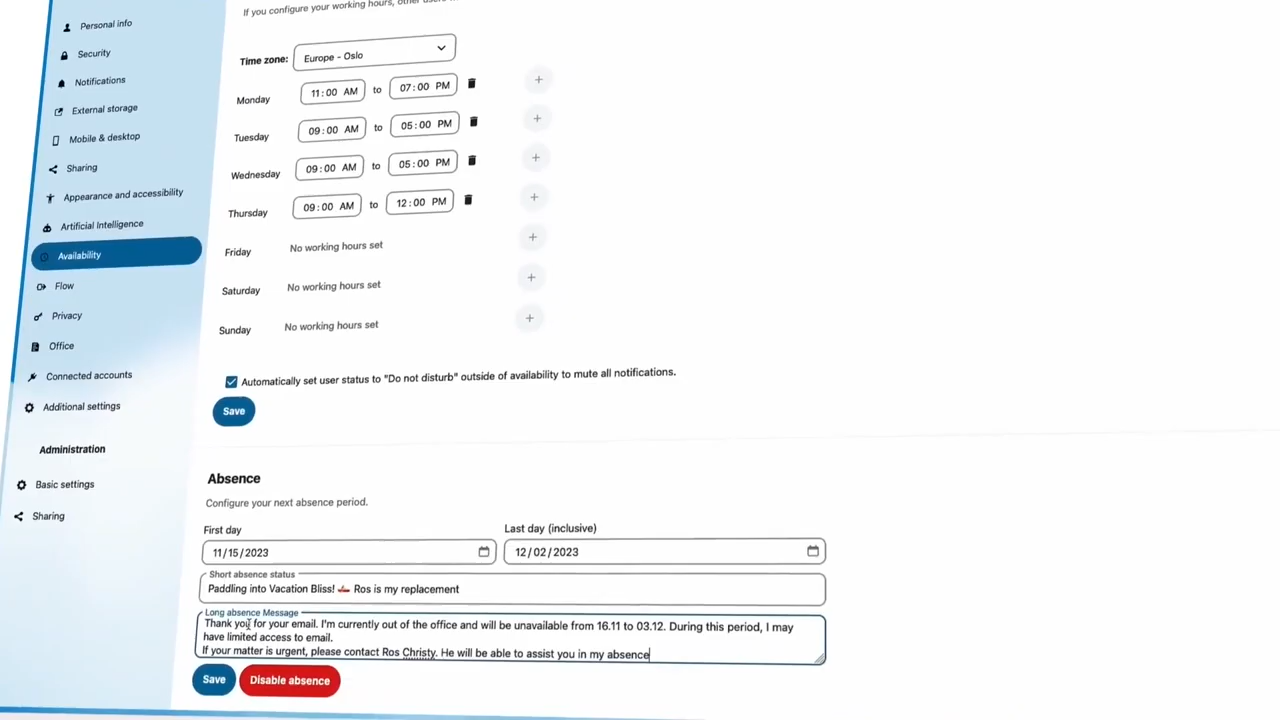 If you configure your working hours,
Personal info
Security
Notifications
External storage
Mobile & desktop
Sharing
Appearance and accessibility
Artificial Intelligence
Availability
Flow
Privacy
Office
Connected accounts
Additional settings
Administration
Basic settings
Sharing
Time zone: Europe - Oslo
Monday 11:00 AM to 07:00 PM
Tuesday 09:00 AM to 05:00 PM
Wednesday 09:00 AM to 05:00 PM
Thursday 09:00 AM to 12:00 PM
Friday No working hours set
Saturday No working hours set
Sunday No working hours set
Automatically set user status to "Do not disturb" outside of availability to mute all notifications.
Save
Absence
Configure your next absence period.
First day Last day (inclusive)
11/15/2023 12/02/2023
Short absence status
Paddling into Vacation Bliss! 🛶 Ros is my replacement
Long absence Message
Thank you for your email. I'm currently out of the office and will be unavailable from 16.11 to 03.12. During this period, I may
have limited access to email.
If your matter is urgent, please contact Ros Christy. He will be able to assist you in my absence
Save Disable absence